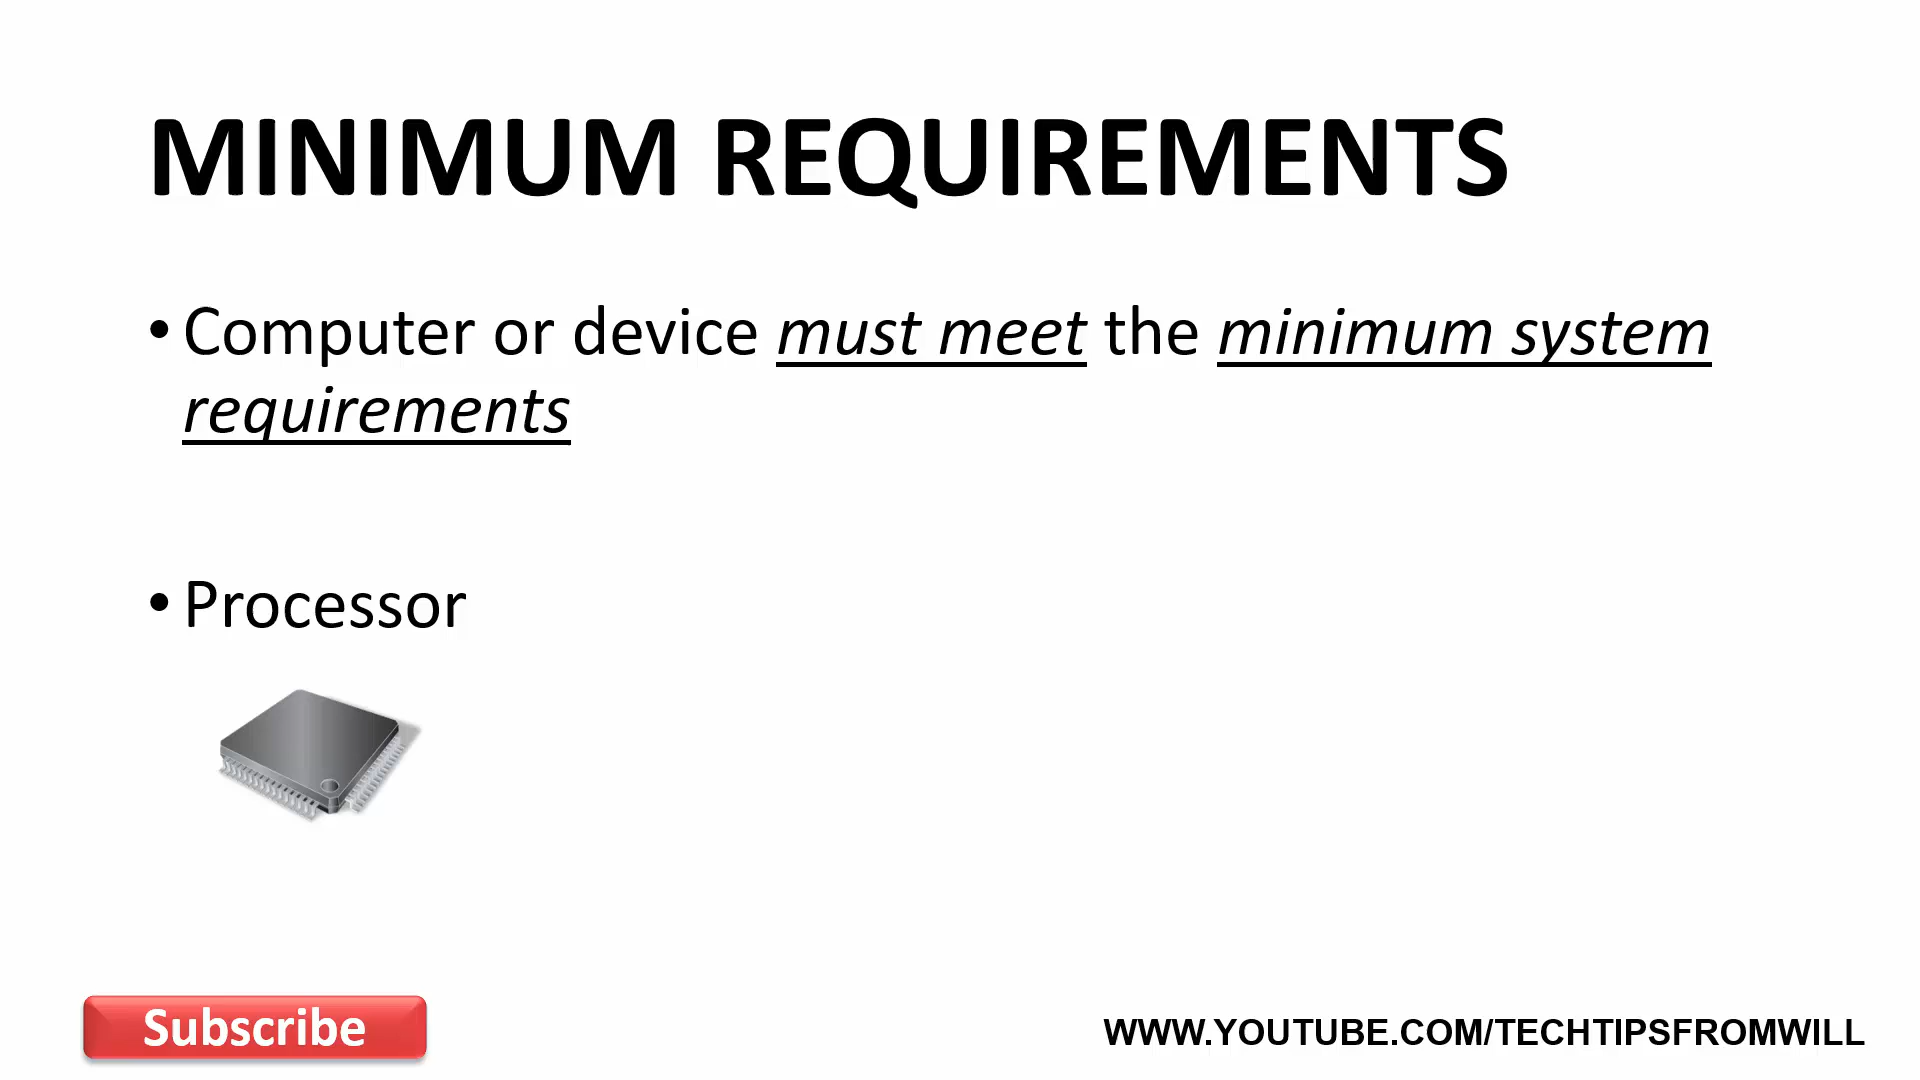 MINIMUM REQUIREMENTS
• Computer or device must meet the minimum system
requirements
• Processor
Subscribe
WWW.YOUTUBE.COM/TECHTIPSFROMWILL